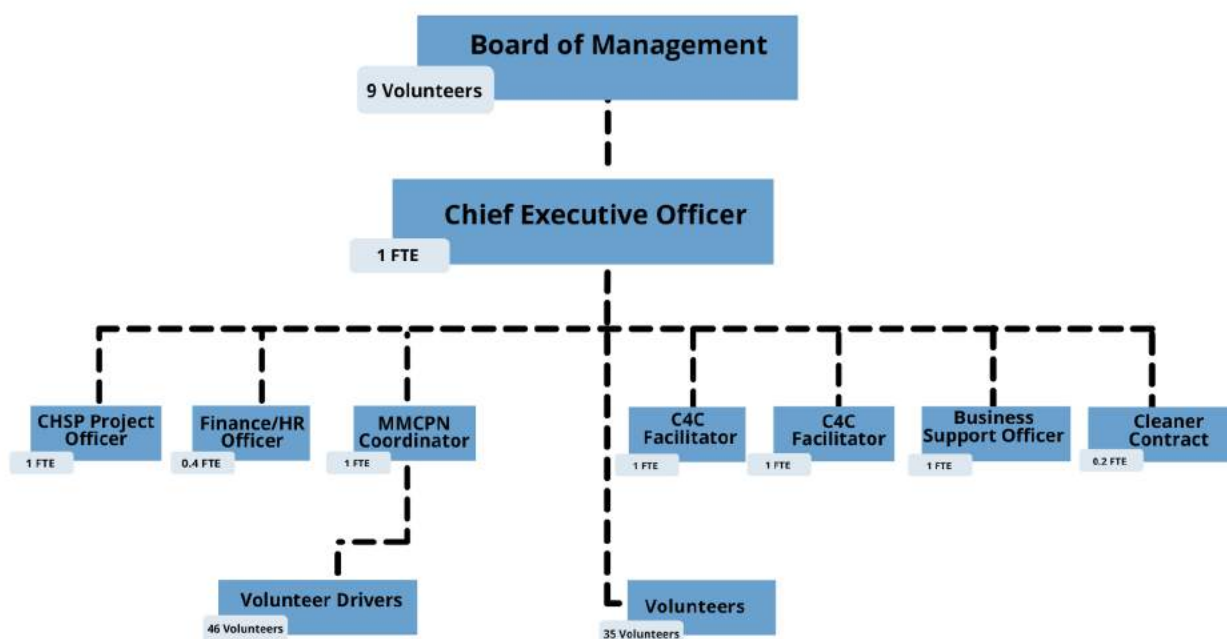 Board of Management
9 Volunteers
Chief Executive Officer
1 FTE
CHSP Project
Officer
1 FTE
Finance/HR
Officer
0.4 FTE
MMCPN
Coordinator
1 FTE
C4C
Facilitator
1 FTE
C4C
Facilitator
1 FTE
Business
Support Officer
1 FTE
Cleaner
Contract
0.2 FTE
Volunteer Drivers
46 Volunteers
Volunteers
35 Volunteers